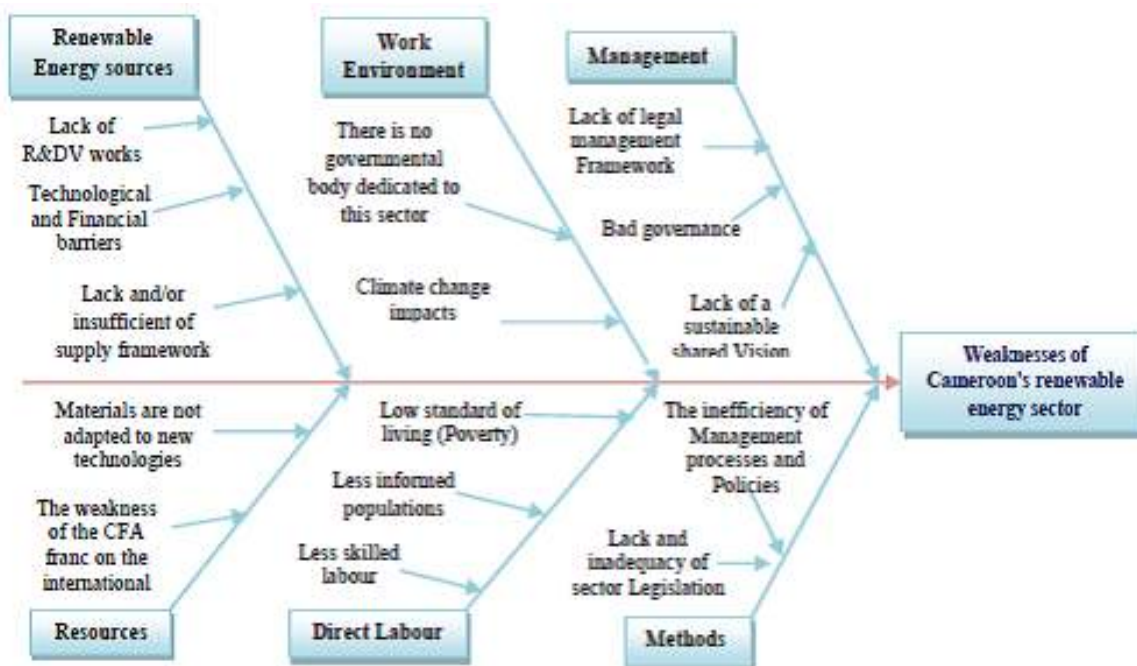 Renewable
Energy sources
Work
Environment
Management
Lack of
R&DV works
Technological
and Financial
barriers
Lack and/or
insufficient of
supply framework
There is no
governmental
body dedicated to
this sector
Climate change
impacts
Lack of legal
management
Framework
Bad governance
Lack of a
sustainable
shared Vision
Weaknesses of
Cameroon's renewable
energy sector
Materials are not
adapted to new
technologies
The weakness
of the CFA
franc on the
international
Low standard of
living (Poverty)
Less informed
populations
Less skilled
labour
The inefficiency of
Management
processes and
Policies
Lack and
inadequacy of
sector Legislation
Resources
Direct Labour
Methods